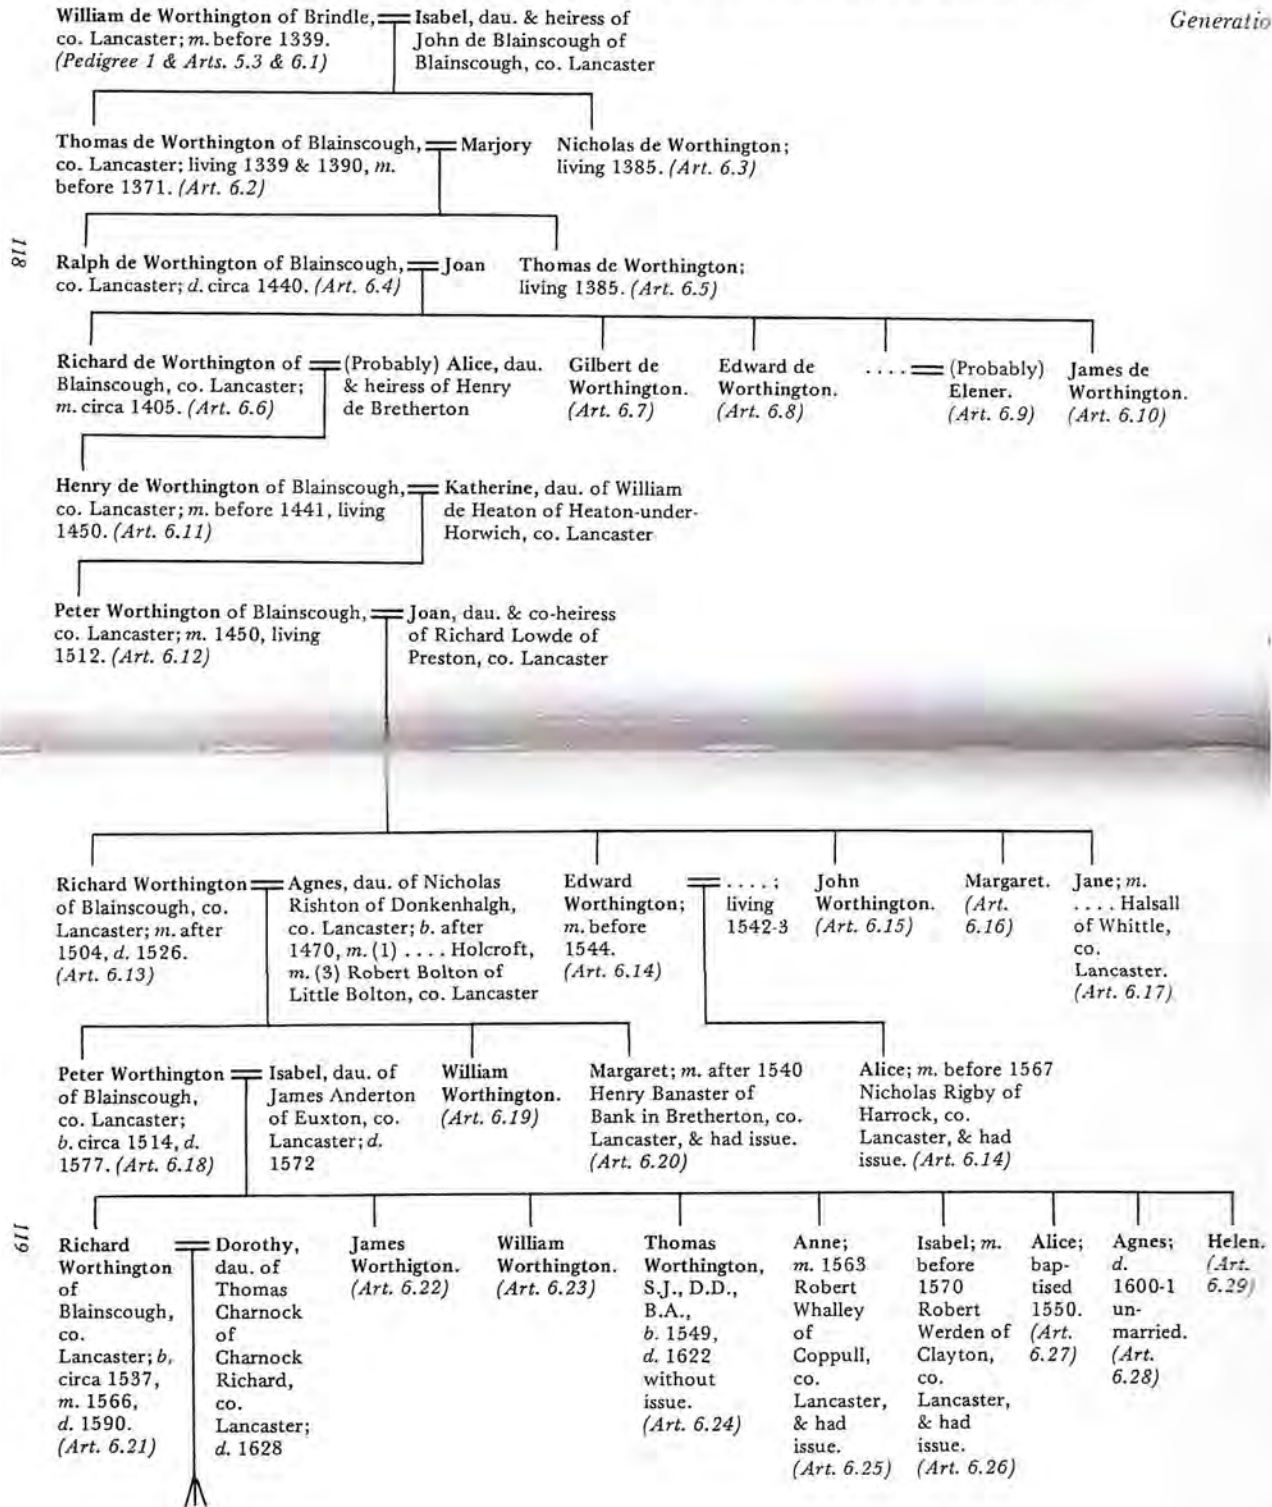 Generatio
William de Worthington of Brindle,
co. Lancaster; m. before 1339.
(Pedigree 1 & Arts. 5.3 & 6.1)
Isabel, dau. & heiress of
John de Blainscough of
Blainscough, co. Lancaster
Thomas de Worthington of Blainscough,
co. Lancaster; living 1339 & 1390, m.
before 1371. (Art. 6.2)
Marjory
Nicholas de Worthington;
living 1385. (Art. 6.3)
118
Ralph de Worthington of Blainscough,
co. Lancaster; d. circa 1440. (Art. 6.4)
Joan
Thomas de Worthington;
living 1385. (Art. 6.5)
Richard de Worthington of
Blainscough, co. Lancaster;
m. circa 1405. (Art. 6.6)
(Probably) Alice, dau.
& heiress of Henry
de Bretherton
Gilbert de
Worthington.
(Art. 6.7)
Edward de
Worthington.
(Art. 6.8)
. . . .
(Probably)
Elener.
(Art. 6.9)
James de
Worthington.
(Art. 6.10)
Henry de Worthington of Blainscough,
co. Lancaster; m. before 1441, living
1450. (Art. 6.11)
Katherine, dau. of William
de Heaton of Heaton-under-
Horwich, co. Lancaster
Peter Worthington of Blainscough,
co. Lancaster; m. 1450, living
1512. (Art. 6.12)
Joan, dau. & co-heiress
of Richard Lowde of
Preston, co. Lancaster
Richard Worthington
of Blainscough, co.
Lancaster; m. after
1504, d. 1526.
(Art. 6.13)
Agnes, dau. of Nicholas
Rishton of Donkenhalgh,
co. Lancaster; b. after
1470, m. (1) . . . . Holcroft,
m. (3) Robert Bolton of
Little Bolton, co. Lancaster
Edward
Worthington;
m. before
1544.
(Art. 6.14)
. . . . ;
living
1542-3
John
Worthington.
(Art. 6.15)
Margaret.
(Art.
6.16)
Jane; m.
. . . . Halsall
of Whittle,
co.
Lancaster.
(Art. 6.17)
Peter Worthington
of Blainscough,
co. Lancaster;
b. circa 1514, d.
1577. (Art. 6.18)
Isabel, dau. of
James Anderton
of Euxton, co.
Lancaster; d.
1572
William
Worthington.
(Art. 6.19)
Margaret; m. after 1540
Henry Banaster of
Bank in Bretherton, co.
Lancaster, & had issue.
(Art. 6.20)
Alice; m. before 1567
Nicholas Rigby of
Harrock, co.
Lancaster, & had
issue. (Art. 6.14)
119
Richard
Worthington
of
Blainscough,
co.
Lancaster; b.
circa 1537,
m. 1566,
d. 1590.
(Art. 6.21)
Dorothy,
dau. of
Thomas
Charnock
of
Charnock
Richard,
co.
Lancaster;
d. 1628
James
Worthigton.
(Art. 6.22)
William
Worthington.
(Art. 6.23)
Thomas
Worthington,
S.J., D.D.,
B.A.,
b. 1549,
d. 1622
without
issue.
(Art. 6.24)
Anne;
m. 1563
Robert
Whalley
of
Coppull,
co.
Lancaster,
& had
issue.
(Art. 6.25)
Isabel; m.
before
1570
Robert
Werden of
Clayton,
co.
Lancaster,
& had
issue.
(Art. 6.26)
Alice;
bap-
tised
1550.
(Art.
6.27)
Agnes;
d.
1600-1
un-
married.
(Art.
6.28)
Helen.
(Art.
6.29)